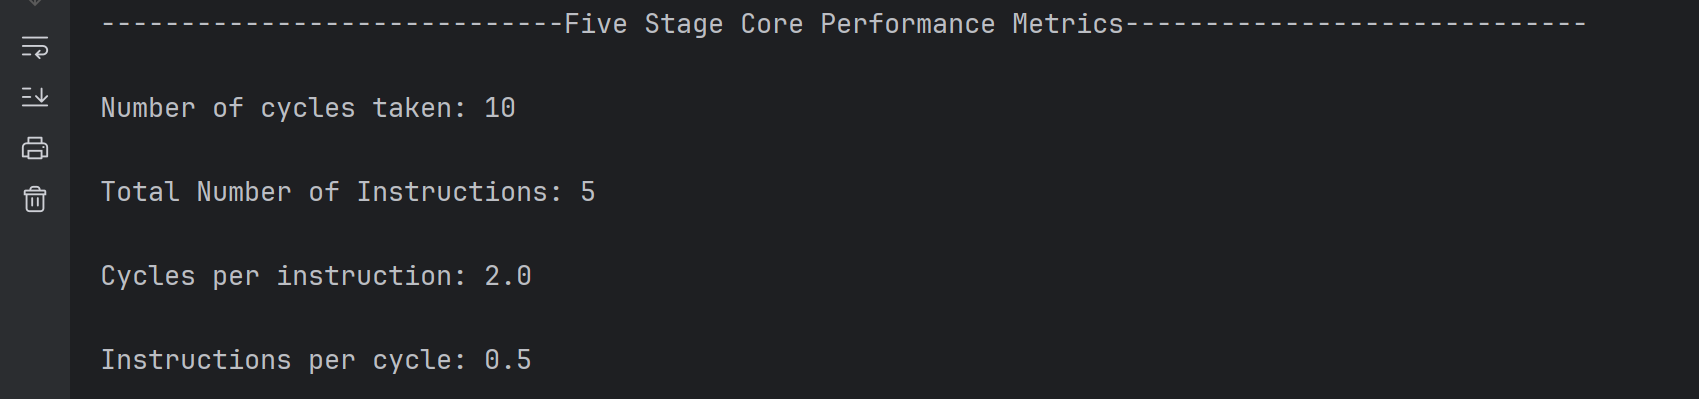 -----------------------------Five Stage Core Performance Metrics-----------------------------
Number of cycles taken: 10
Total Number of Instructions: 5
Cycles per instruction: 2.0
Instructions per cycle: 0.5